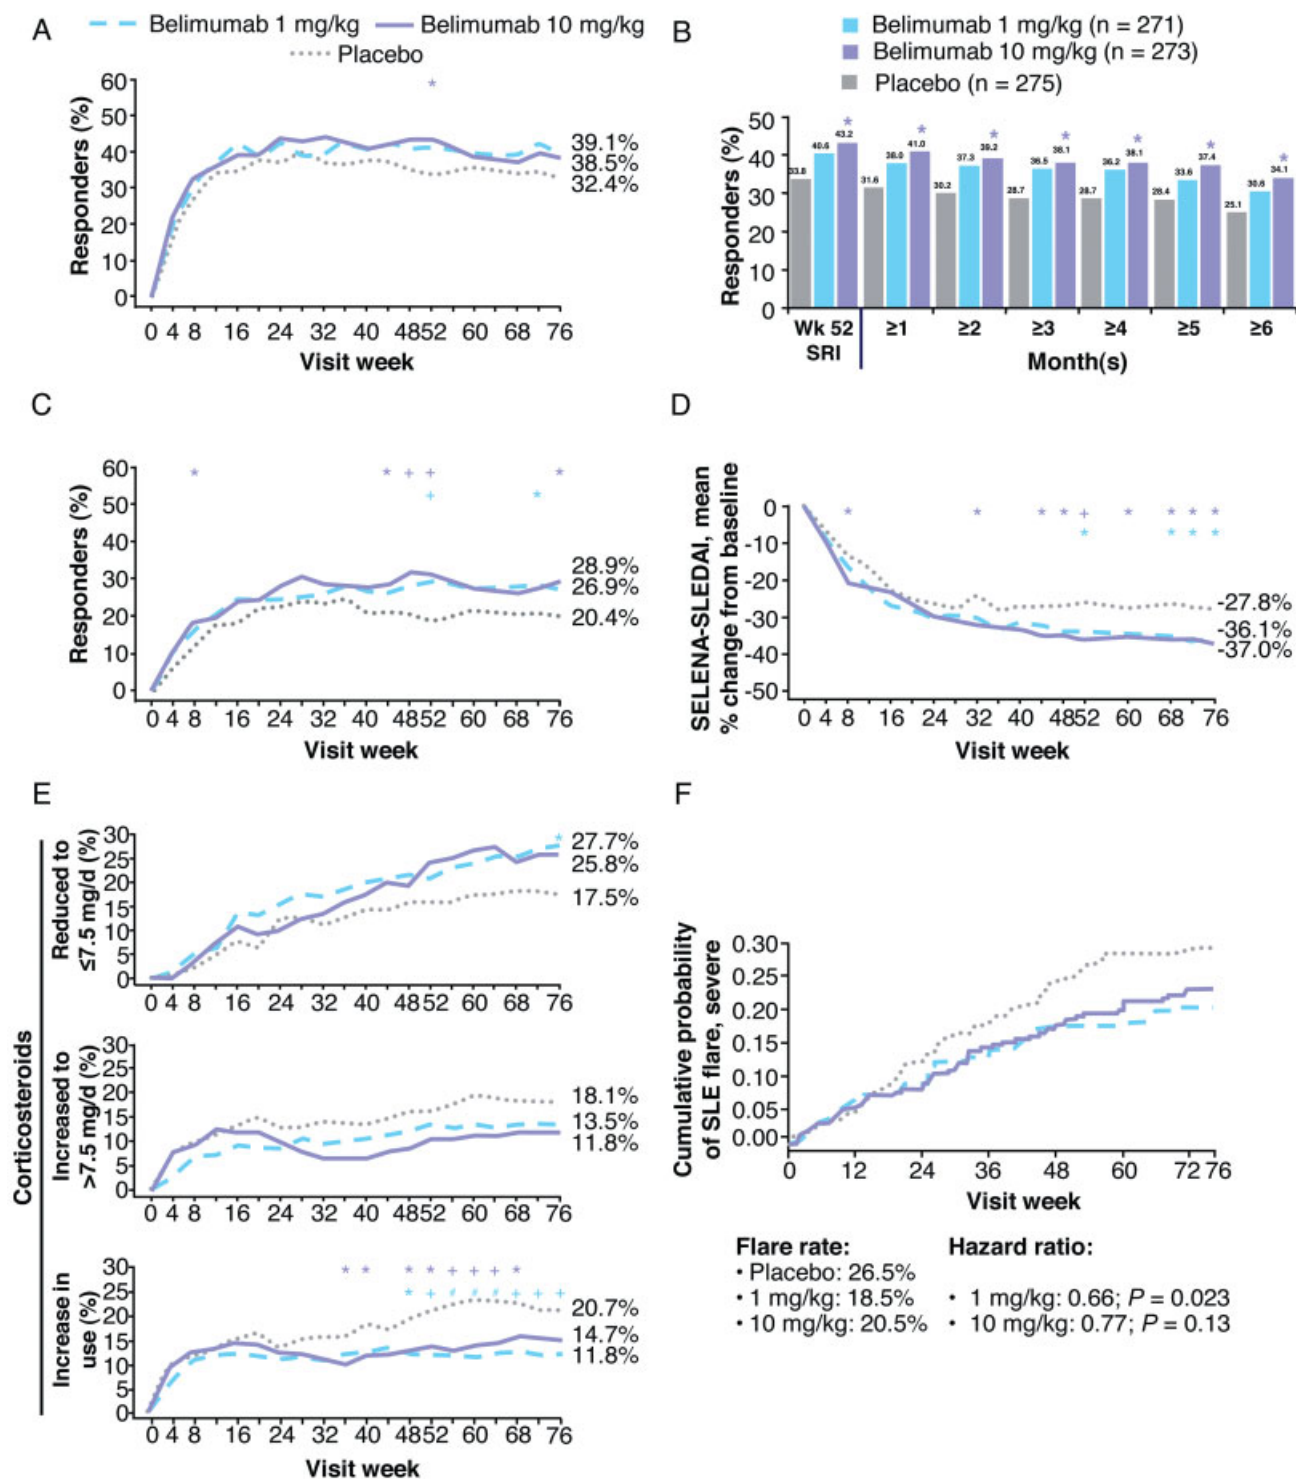 A
Belimumab 1 mg/kg
Belimumab 10 mg/kg
Placebo
Responders (%)
60
50
40
30
20
10
0
*
39.1%
38.5%
32.4%
0 4 8 16 24 32 40 4852 60 68 76
Visit week
B
Belimumab 1 mg/kg (n = 271)
Belimumab 10 mg/kg (n = 273)
Placebo (n = 275)
Responders (%)
50
40
30
20
10
0
* * * * * * *
33.8 40.6 43.2 31.6 38.0 41.0 30.2 37.3 39.2 28.7 36.5 38.1 28.7 36.2 38.1 28.4 33.6 37.4 25.1 30.6 34.1
Wk 52 ≥1 ≥2 ≥3 ≥4 ≥5 ≥6
SRI
Month(s)
C
Responders (%)
60
50
40
30
20
10
0
* * + + *
+ *
28.9%
26.9%
20.4%
0 4 8 16 24 32 40 4852 60 68 76
Visit week
D
SELENA-SLEDAI, mean
% change from baseline
0
-10
-20
-30
-40
-50
* * * * + * * * *
* * * *
-27.8%
-36.1%
-37.0%
0 4 8 16 24 32 40 4852 60 68 76
Visit week
E
Corticosteroids
Reduced to
≤7.5 mg/d (%)
30
25
20
15
10
5
0
*
27.7%
25.8%
17.5%
0 4 8 16 24 32 40 4852 60 68 76
Increased to
>7.5 mg/d (%)
30
25
20
15
10
5
0
18.1%
13.5%
11.8%
0 4 8 16 24 32 40 4852 60 68 76
Increase in
use (%)
30
25
20
15
10
5
0
* * * * + + + *
20.7%
14.7%
11.8%
0 4 8 16 24 32 40 4852 60 68 76
Visit week
F
Cumulative probability
of SLE flare, severe
0.30
0.25
0.20
0.15
0.10
0.05
0.00
0 12 24 36 48 60 72 76
Visit week
Flare rate:
• Placebo: 26.5%
• 1 mg/kg: 18.5%
• 10 mg/kg: 20.5%
Hazard ratio:
• 1 mg/kg: 0.66; P = 0.023
• 10 mg/kg: 0.77; P = 0.13